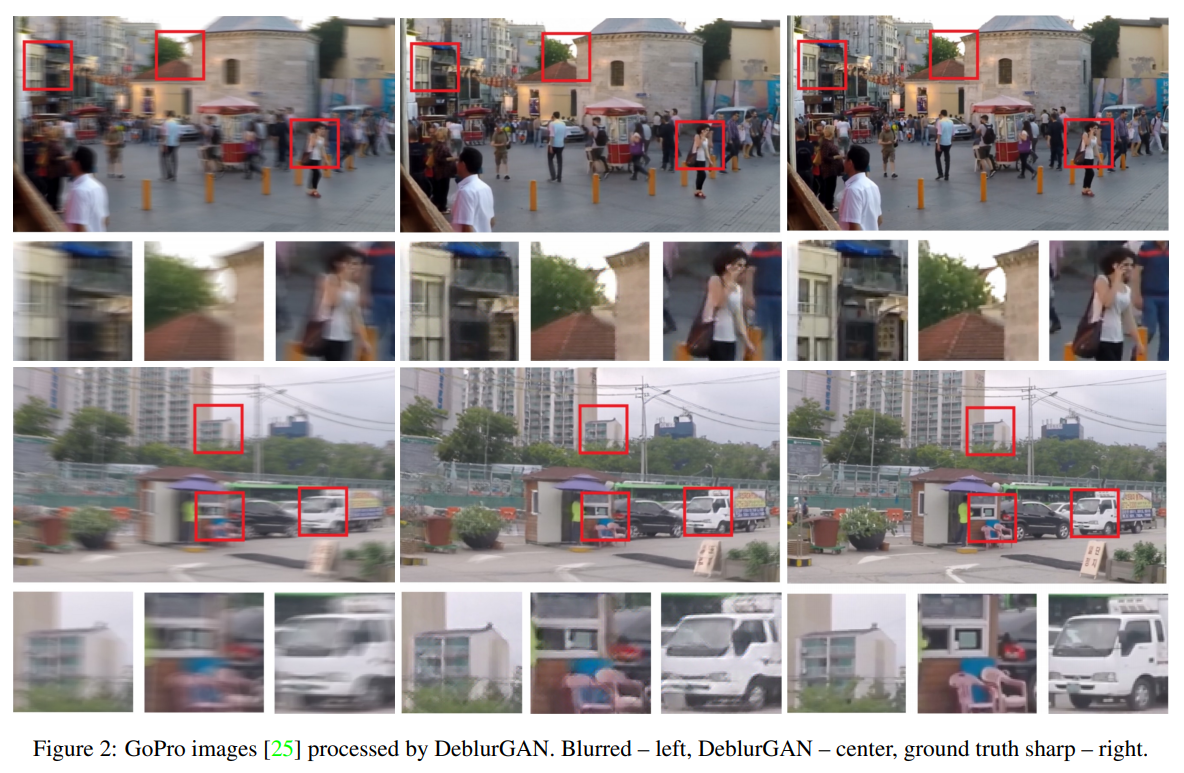 Figure 2: GoPro images [25] processed by DeblurGAN. Blurred – left, DeblurGAN – center, ground truth sharp – right.